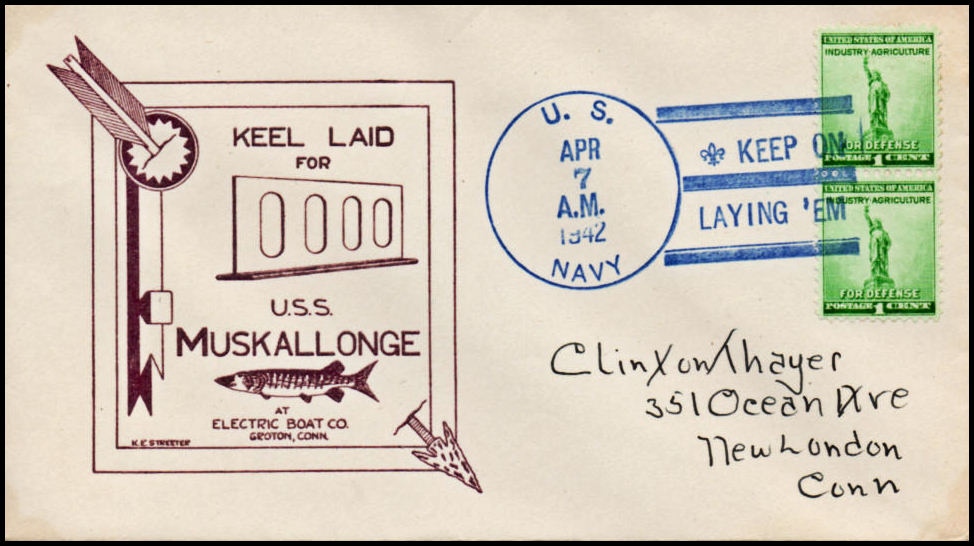 KEEL LAID
FOR
U.S.S.
MUSKALLONGE
AT
ELECTRIC BOAT CO.
GROTON, CONN.
K.E. STREETER
U. S.
APR
7
A.M.
1942
NAVY
KEEP ON
LAYING 'EM
UNITED STATES OF AMERICA
INDUSTRY·AGRICULTURE
FOR DEFENSE
POSTAGE 1 CENT
UNITED STATES OF AMERICA
INDUSTRY·AGRICULTURE
FOR DEFENSE
POSTAGE 1 CENT
Clinton Thayer
351 Ocean Ave
New London
Conn